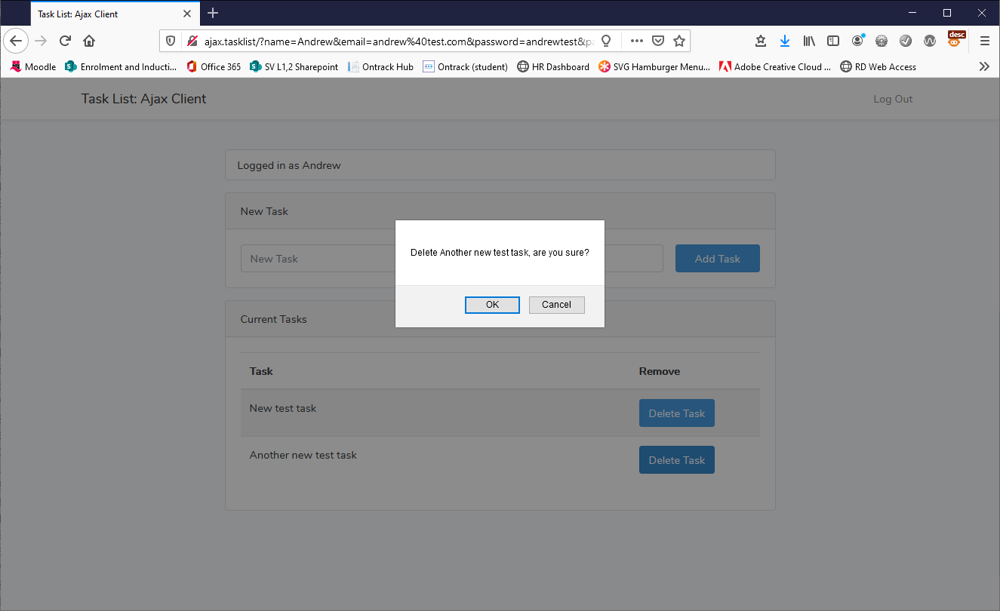 Task List: Ajax Client
ajax.tasklist/?name=Andrew&email=andrew%40test.com&password=andrewtest&pa
desc
Moodle Enrolment and Inducti... Office 365 SV L1,2 Sharepoint Ontrack Hub Ontrack (student) HR Dashboard SVG Hamburger Menu... Adobe Creative Cloud ... RD Web Access
Task List: Ajax Client Log Out
Logged in as Andrew
New Task
New Task Add Task
Delete Another new test task, are you sure?
OK Cancel
Current Tasks
Task Remove
New test task Delete Task
Another new test task Delete Task